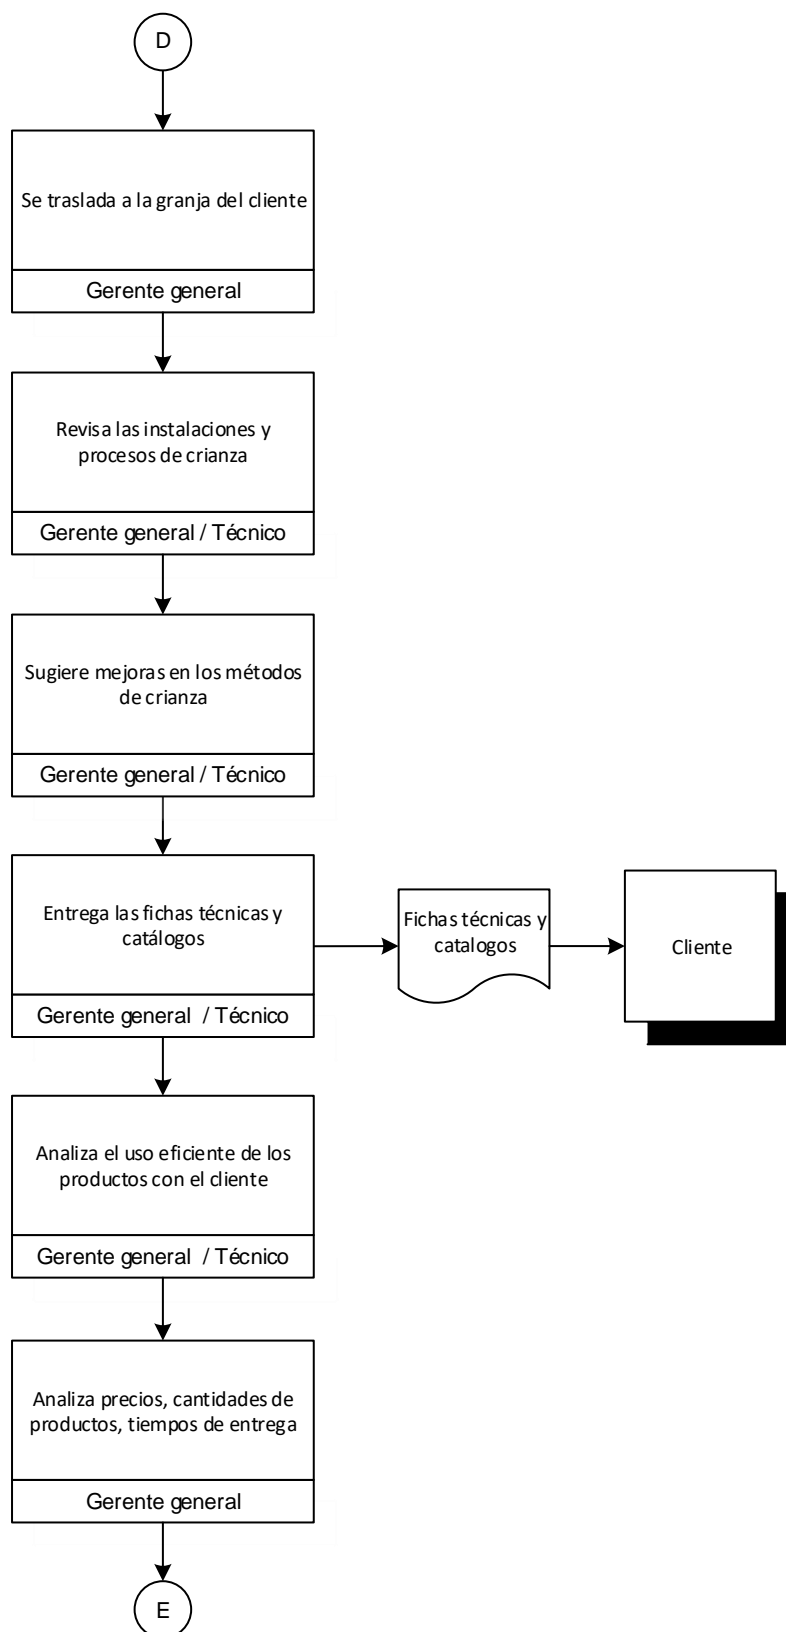 D
Se traslada a la granja del cliente
Gerente general
Revisa las instalaciones y
procesos de crianza
Gerente general / Técnico
Sugiere mejoras en los métodos
de crianza
Gerente general / Técnico
Entrega las fichas técnicas y
catálogos
Gerente general / Técnico
Fichas técnicas y
catalogos
Cliente
Analiza el uso eficiente de los
productos con el cliente
Gerente general / Técnico
Analiza precios, cantidades de
productos, tiempos de entrega
Gerente general
E